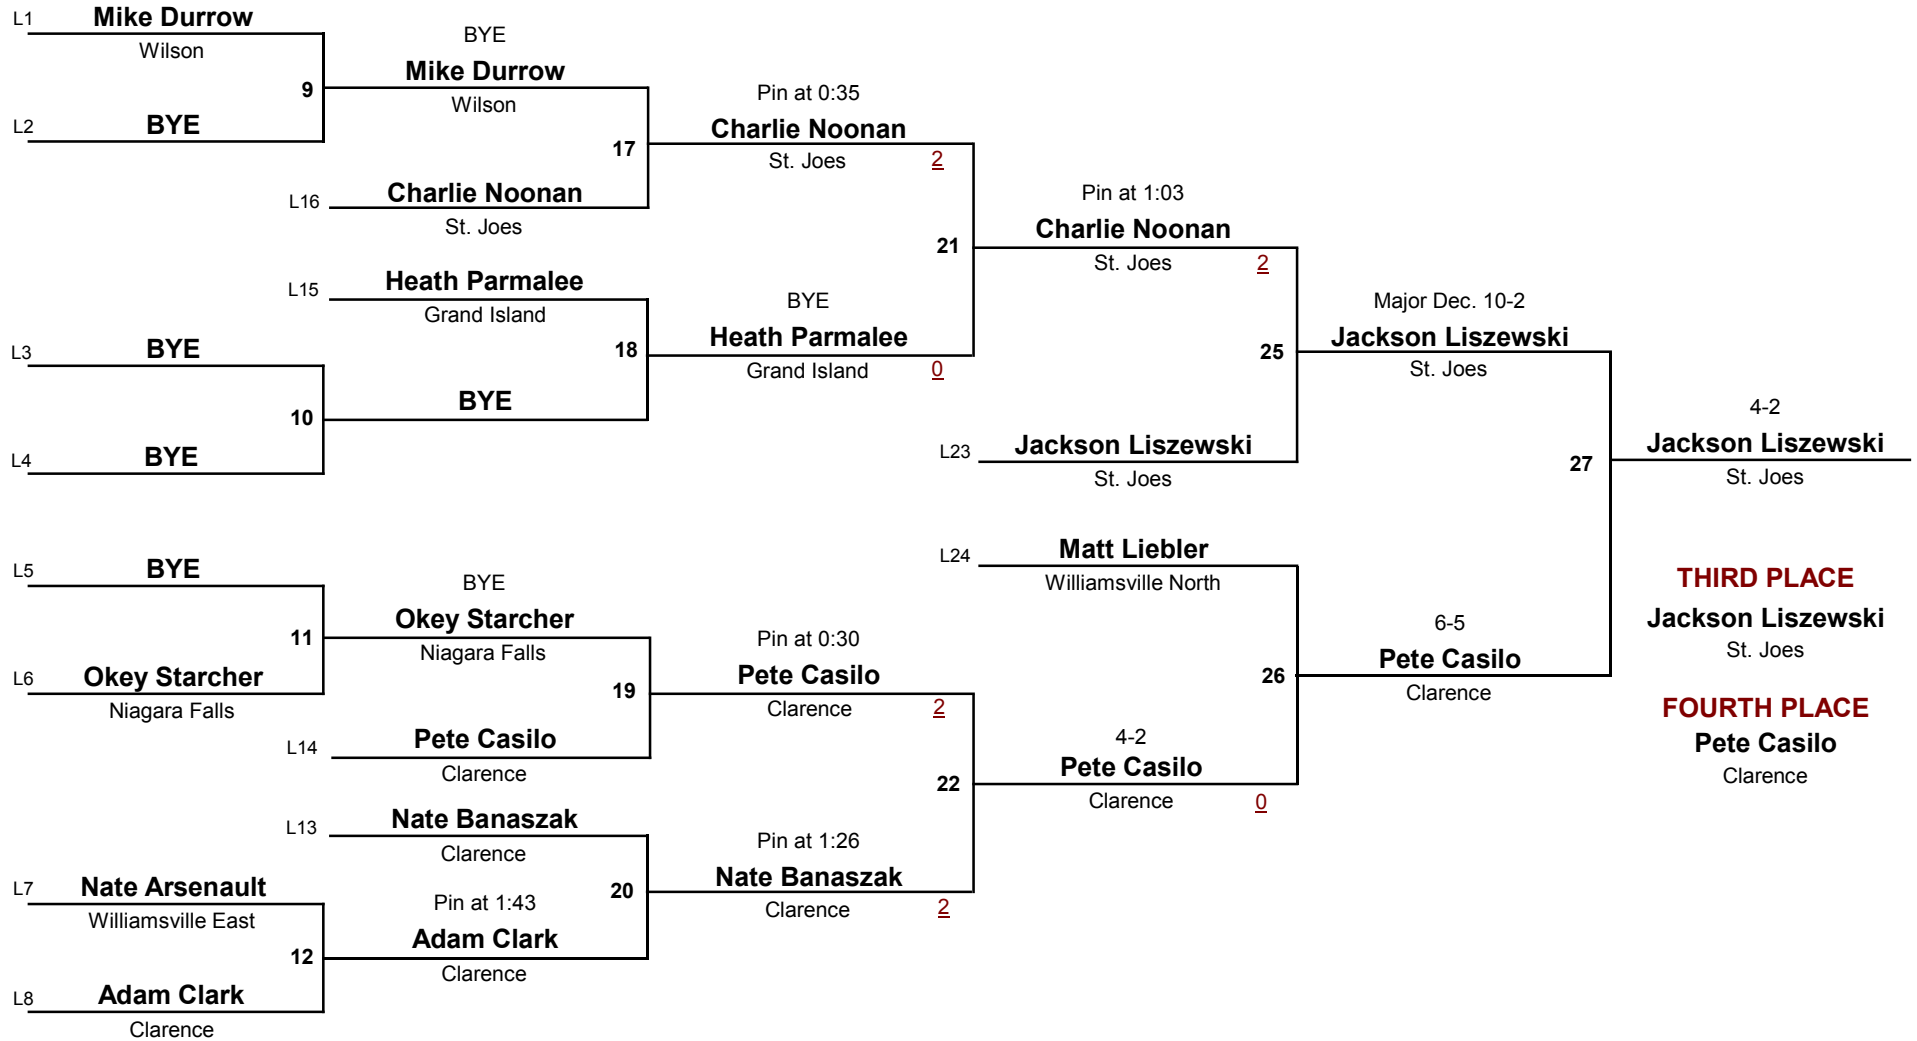 L1
Mike Durrow
Wilson
9
L2
BYE
BYE
Mike Durrow
Wilson
17
L16
Charlie Noonan
St. Joes
Pin at 0:35
Charlie Noonan
St. Joes
2
21
L15
Heath Parmalee
Grand Island
18
BYE
Heath Parmalee
Grand Island
0
L3
BYE
10
BYE
L4
BYE
Pin at 1:03
Charlie Noonan
St. Joes
2
25
L23
Jackson Liszewski
St. Joes
Major Dec. 10-2
Jackson Liszewski
St. Joes
27
4-2
Jackson Liszewski
St. Joes
L5
BYE
11
L6
Okey Starcher
Niagara Falls
BYE
Okey Starcher
Niagara Falls
19
L14
Pete Casilo
Clarence
Pin at 0:30
Pete Casilo
Clarence
2
22
L13
Nate Banaszak
Clarence
20
L7
Nate Arsenault
Williamsville East
12
Pin at 1:43
Adam Clark
Clarence
L8
Adam Clark
Clarence
Pin at 1:26
Nate Banaszak
Clarence
2
L24
Matt Liebler
Williamsville North
26
4-2
Pete Casilo
Clarence
0
6-5
Pete Casilo
Clarence
THIRD PLACE
Jackson Liszewski
St. Joes
FOURTH PLACE
Pete Casilo
Clarence